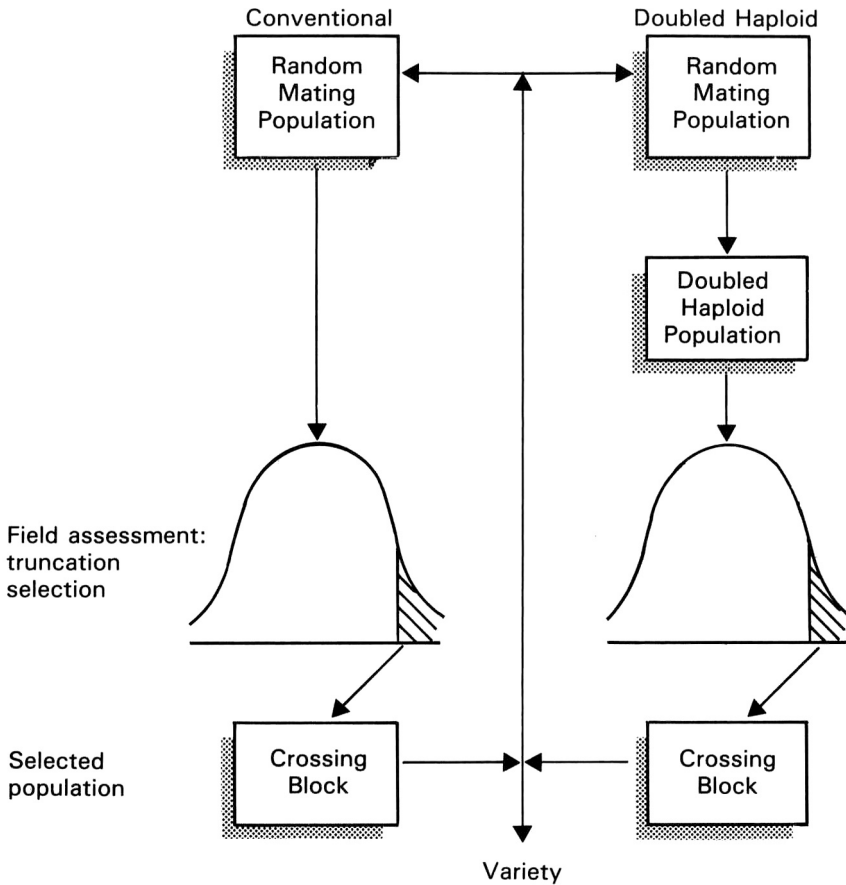 Conventional
Doubled Haploid
Random
Mating
Population
Random
Mating
Population
Doubled
Haploid
Population
Field assessment:
truncation
selection
Selected
population
Crossing
Block
Crossing
Block
Variety